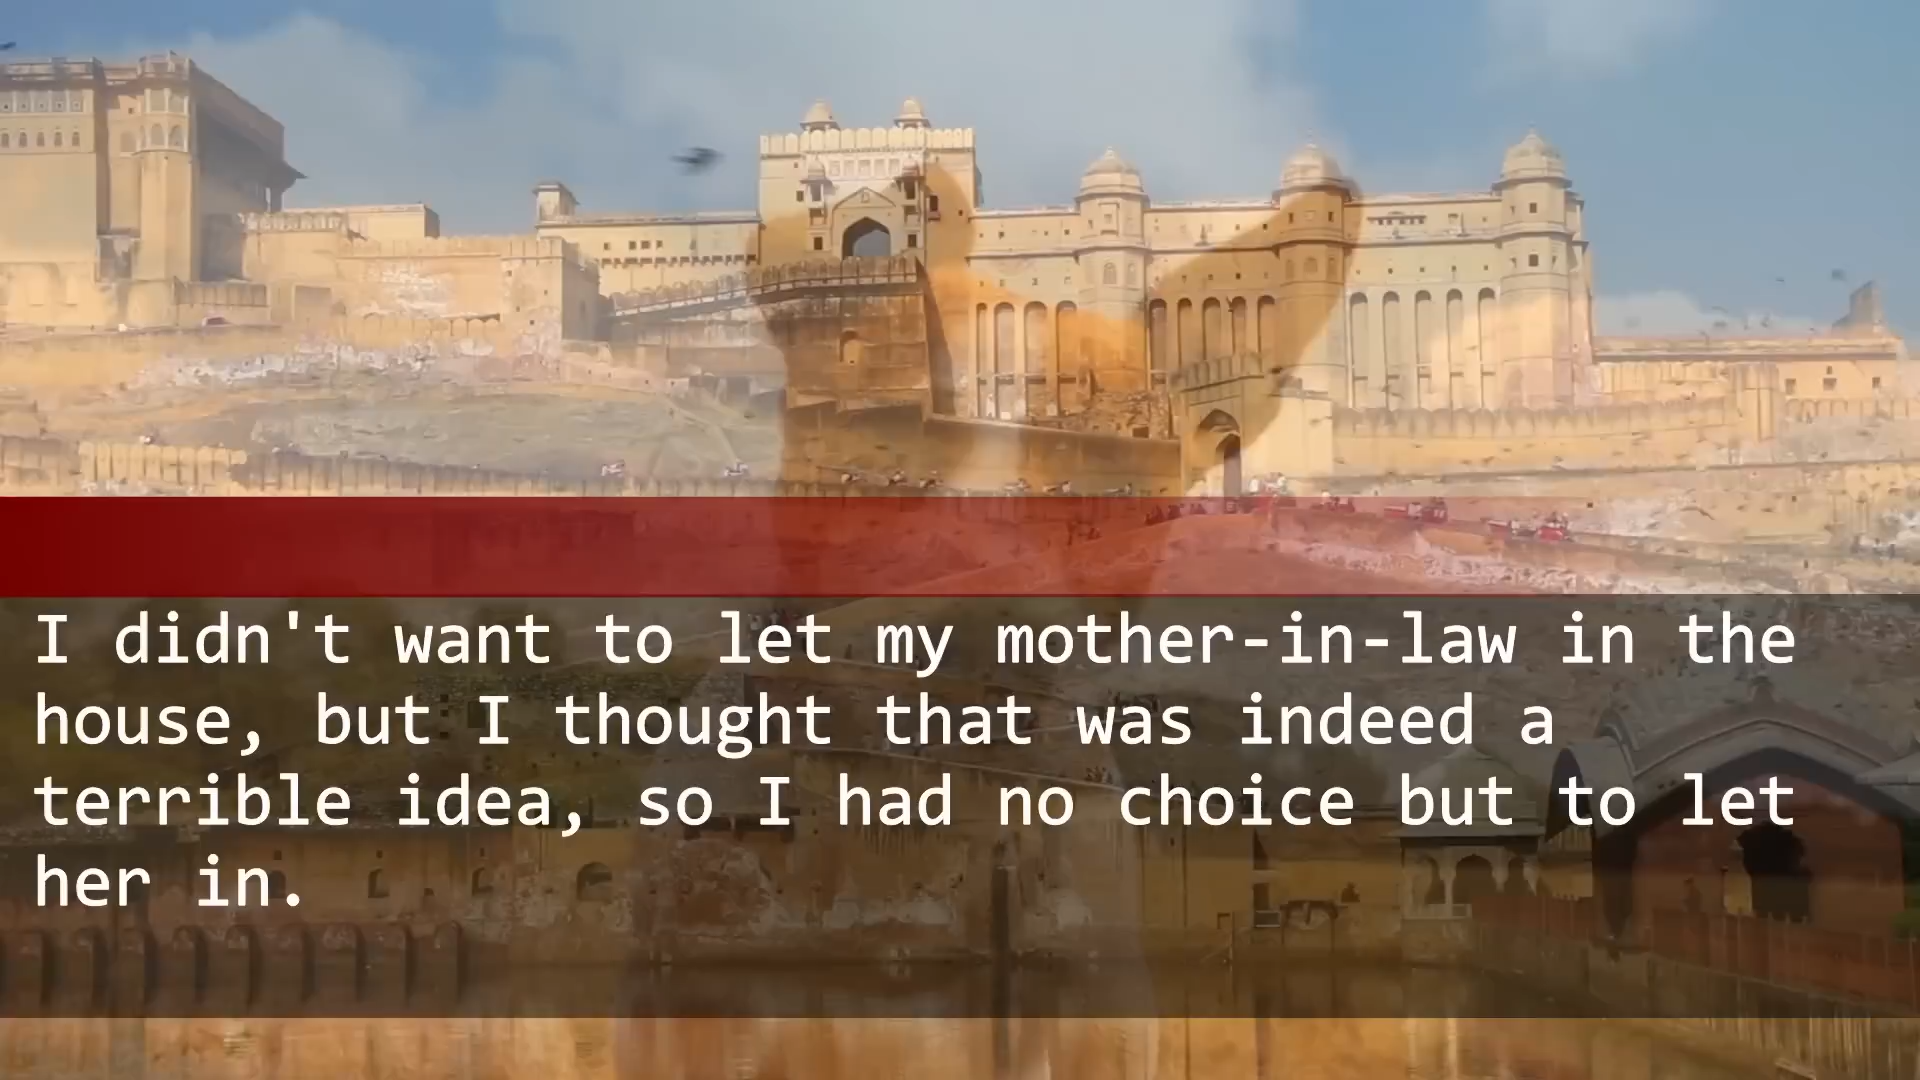 I didn't want to let my mother-in-law in the
house, but I thought that was indeed a
terrible idea, so I had no choice but to let
her in.